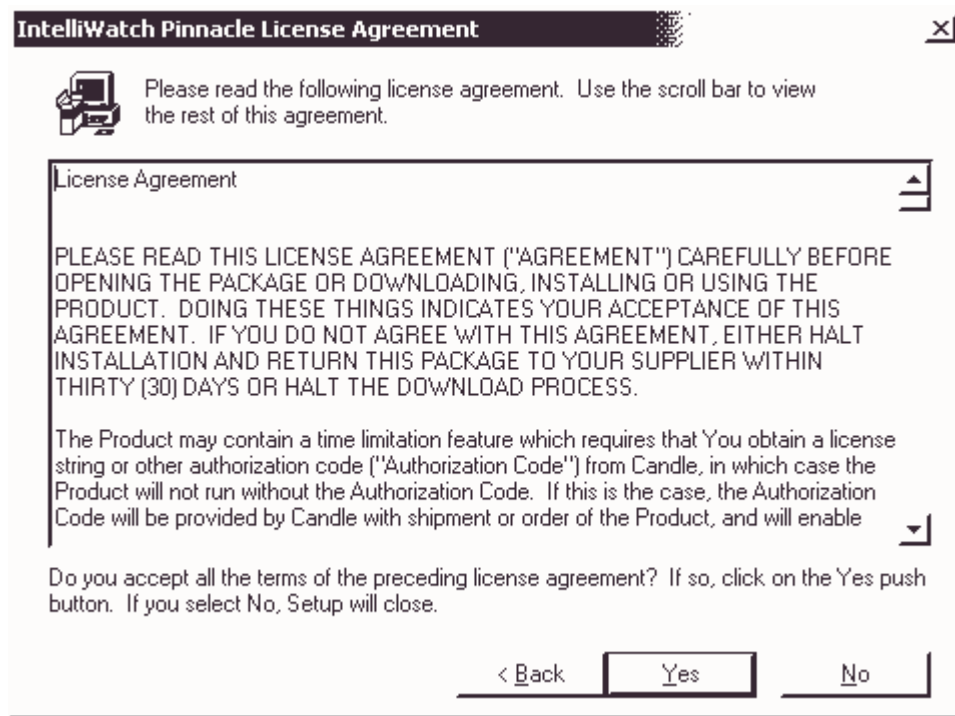 IntelliWatch Pinnacle License Agreement
Please read the following license agreement.  Use the scroll bar to view
the rest of this agreement.
License Agreement
PLEASE READ THIS LICENSE AGREEMENT ("AGREEMENT") CAREFULLY BEFORE
OPENING THE PACKAGE OR DOWNLOADING, INSTALLING OR USING THE
PRODUCT.  DOING THESE THINGS INDICATES YOUR ACCEPTANCE OF THIS
AGREEMENT.  IF YOU DO NOT AGREE WITH THIS AGREEMENT, EITHER HALT
INSTALLATION AND RETURN THIS PACKAGE TO YOUR SUPPLIER WITHIN
THIRTY (30) DAYS OR HALT THE DOWNLOAD PROCESS.
The Product may contain a time limitation feature which requires that You obtain a license
string or other authorization code ("Authorization Code") from Candle, in which case the
Product will not run without the Authorization Code.  If this is the case, the Authorization
Code will be provided by Candle with shipment or order of the Product, and will enable
Do you accept all the terms of the preceding license agreement?  If so, click on the Yes push
button.  If you select No, Setup will close.
< Back Yes No